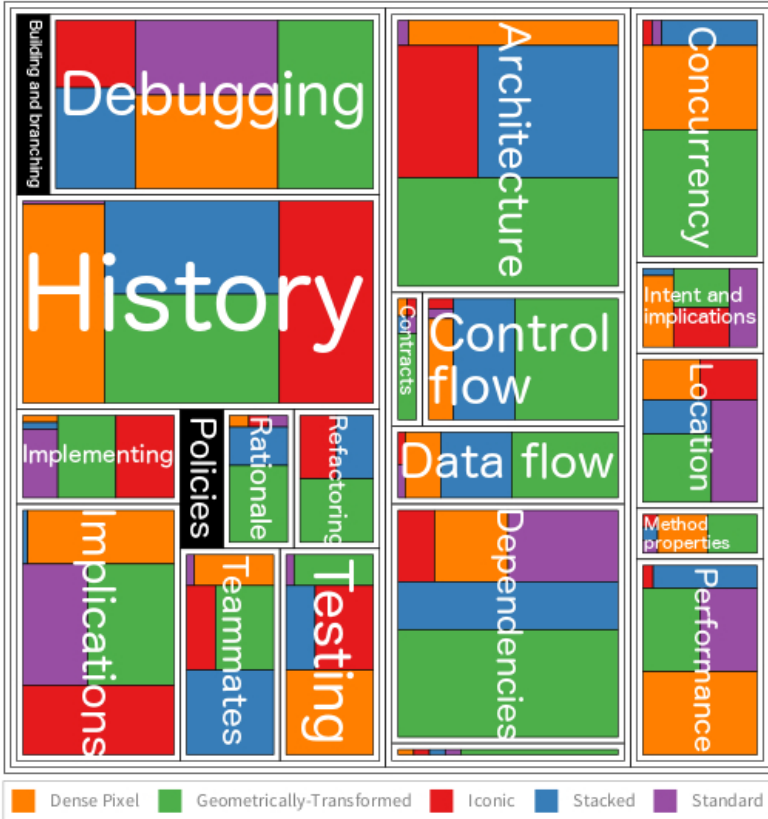 Building and branching
Debugging
History
Implementing
Policies
Rationale
Refactoring
Implications
Teammates
Testing
Architecture
Contracts
Control
flow
Data flow
Dependencies
Concurrency
Intent and
implications
Location
Method
properties
Performance
Dense Pixel
Geometrically-Transformed
Iconic
Stacked
Standard